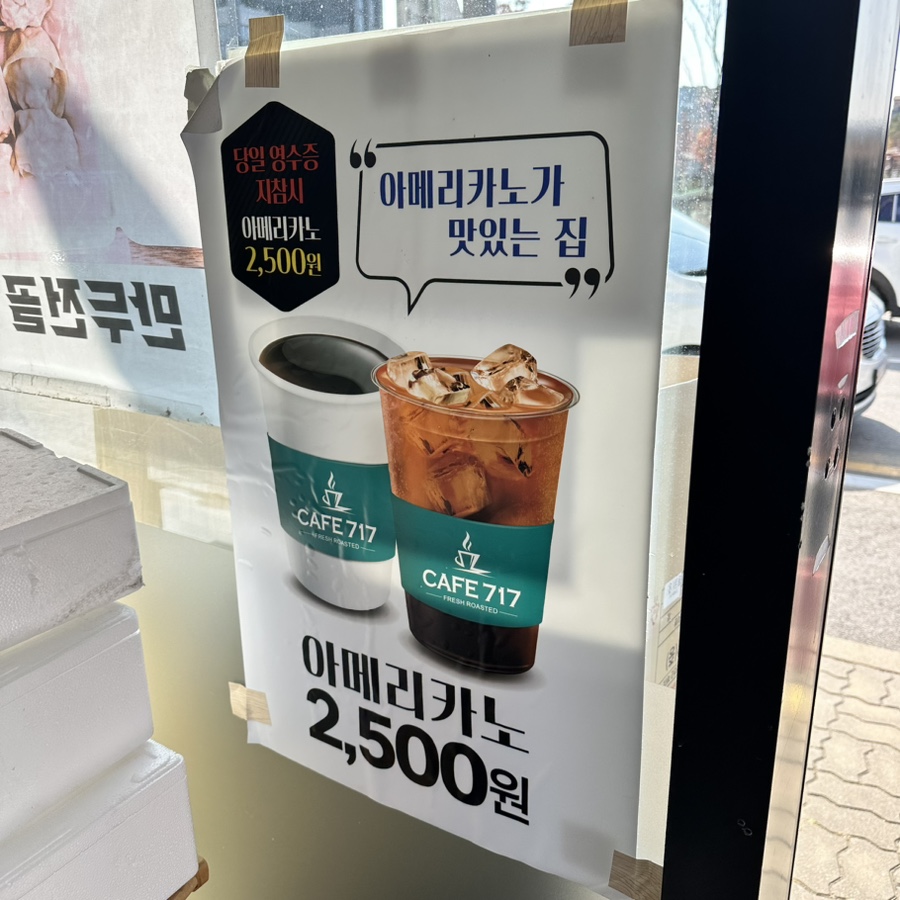 당일 영수증
지참시
아메리카노
2,500원
아메리카노가
맛있는 집
만두전골
CAFE 717
FRESH ROASTED
CAFE 717
FRESH ROASTED
아메리카노
2,500원